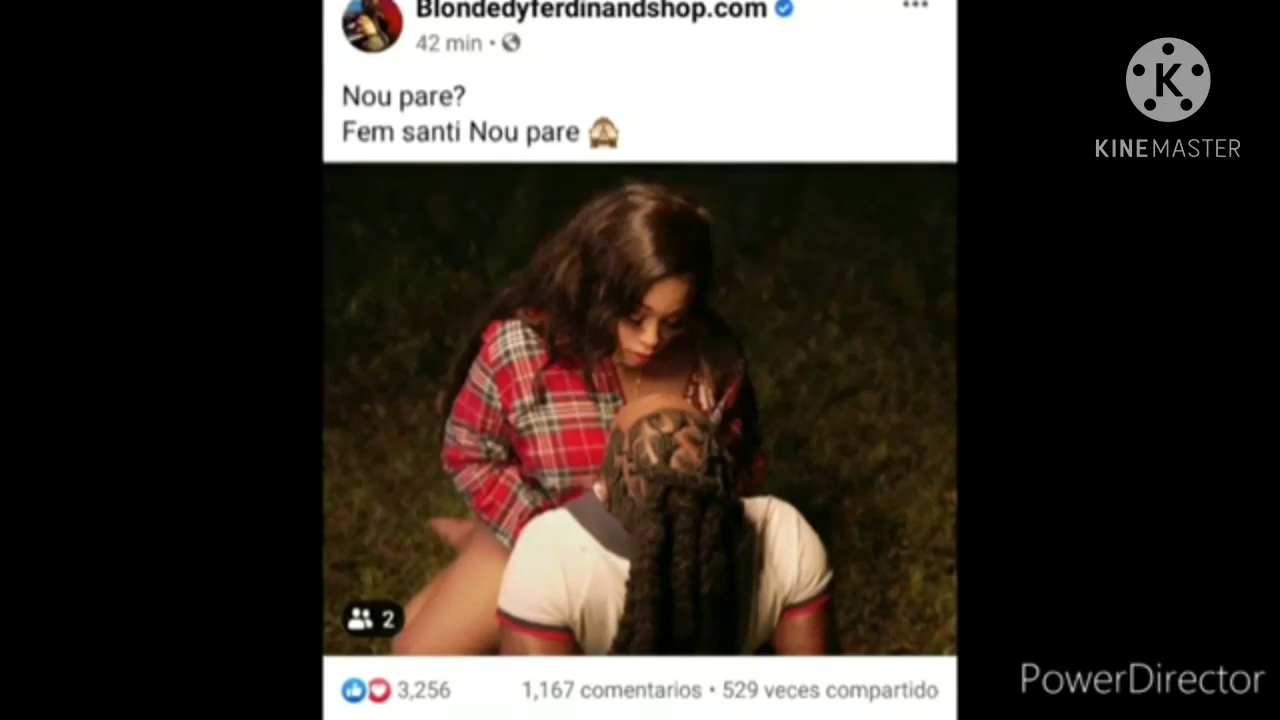 Blondedyferdinandshop.com
42 min •
Nou pare?
Fem santi Nou pare 🙈
2
3,256
1,167 comentarios • 529 veces compartido
K
KINEMASTER
PowerDirector